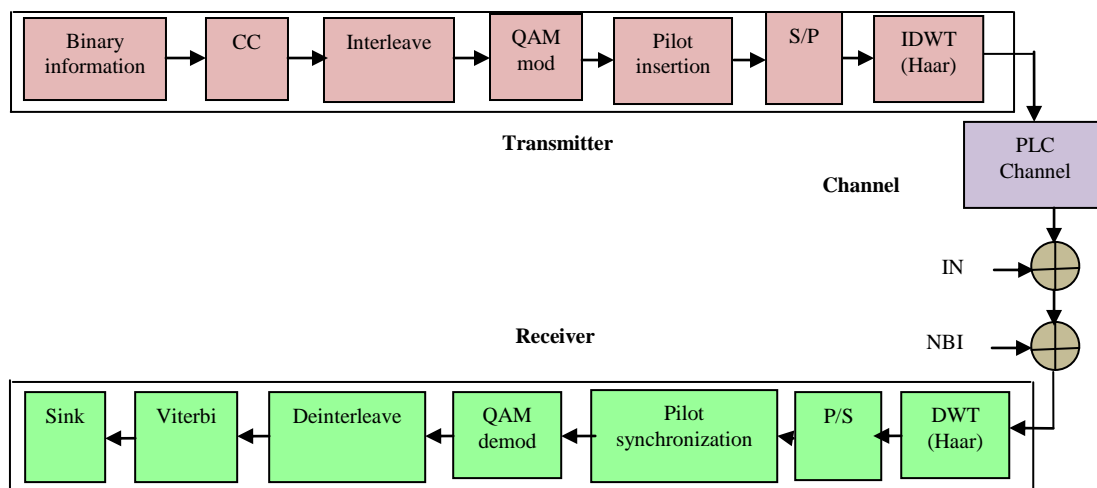 Binary
information
CC
Interleave
QAM
mod
Pilot
insertion
S/P
IDWT
(Haar)
Transmitter
PLC
Channel
Channel
IN
NBI
Receiver
Sink
Viterbi
Deinterleave
QAM
demod
Pilot
synchronization
P/S
DWT
(Haar)